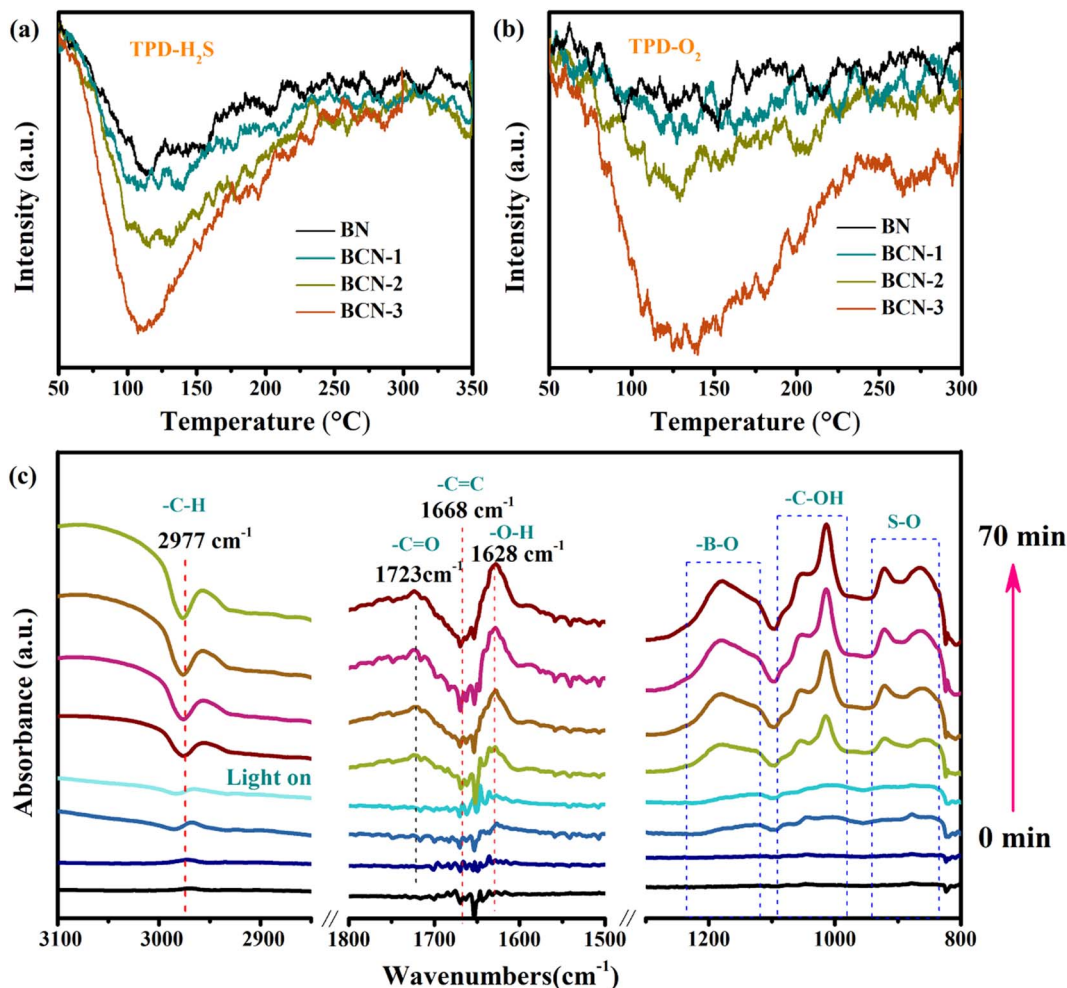 (a)
TPD-H₂S
Intensity (a.u.)
BN
BCN-1
BCN-2
BCN-3
50 100 150 200 250 300 350
Temperature (°C)
(b)
TPD-O₂
Intensity (a.u.)
BN
BCN-1
BCN-2
BCN-3
50 100 150 200 250 300
Temperature (°C)
(c)
-C-H
2977 cm⁻¹
-C=C
1668 cm⁻¹
-C=O
1723cm⁻¹
-O-H
1628 cm⁻¹
-B-O
-C-OH
S-O
Light on
70 min
0 min
Absorbance (a.u.)
3100 3000 2900 // 1800 1700 1600 1500 // 1200 1000 800
Wavenumbers(cm⁻¹)